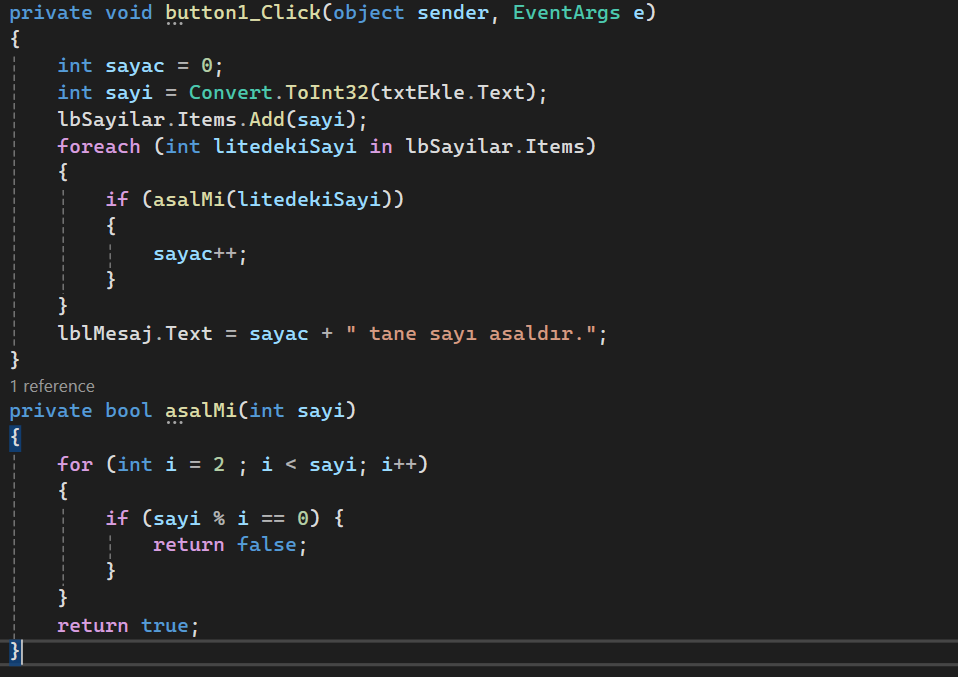 private void button1_Click(object sender, EventArgs e)
{
    int sayac = 0;
    int sayi = Convert.ToInt32(txtEkle.Text);
    lbSayilar.Items.Add(sayi);
    foreach (int litedekiSayi in lbSayilar.Items)
    {
        if (asalMi(litedekiSayi))
        {
            sayac++;
        }
    }
    lblMesaj.Text = sayac + " tane sayı asaldır.";
}
1 reference
private bool asalMi(int sayi)
{
    for (int i = 2 ; i < sayi; i++)
    {
        if (sayi % i == 0) {
            return false;
        }
    }
    return true;
}